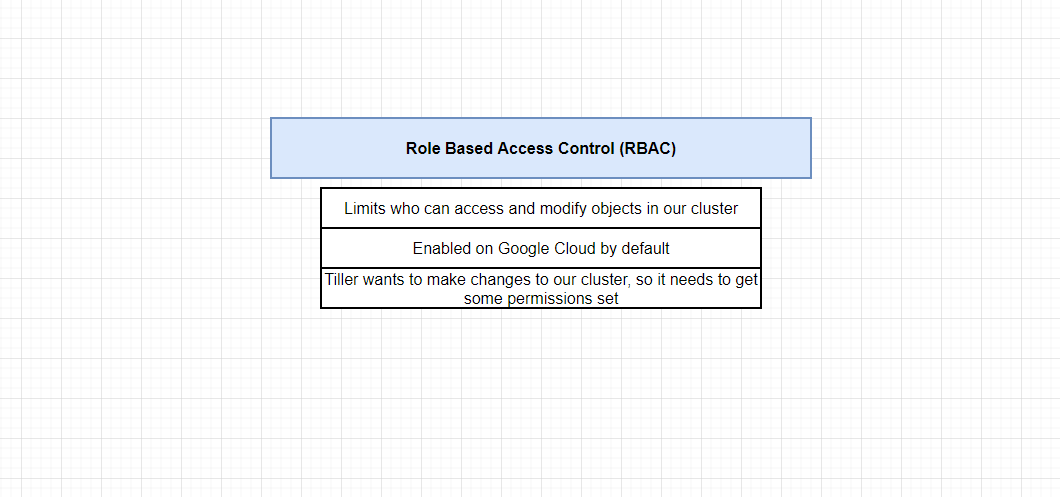 Role Based Access Control (RBAC)
Limits who can access and modify objects in our cluster
Enabled on Google Cloud by default
Tiller wants to make changes to our cluster, so it needs to get
some permissions set